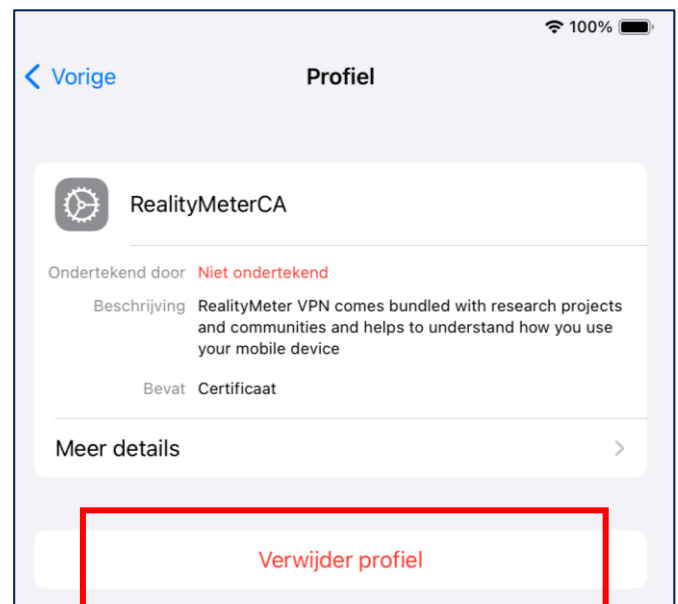 100%
Vorige
Profiel
RealityMeterCA
Ondertekend door Niet ondertekend
Beschrijving RealityMeter VPN comes bundled with research projects
and communities and helps to understand how you use
your mobile device
Bevat Certificaat
Meer details
Verwijder profiel